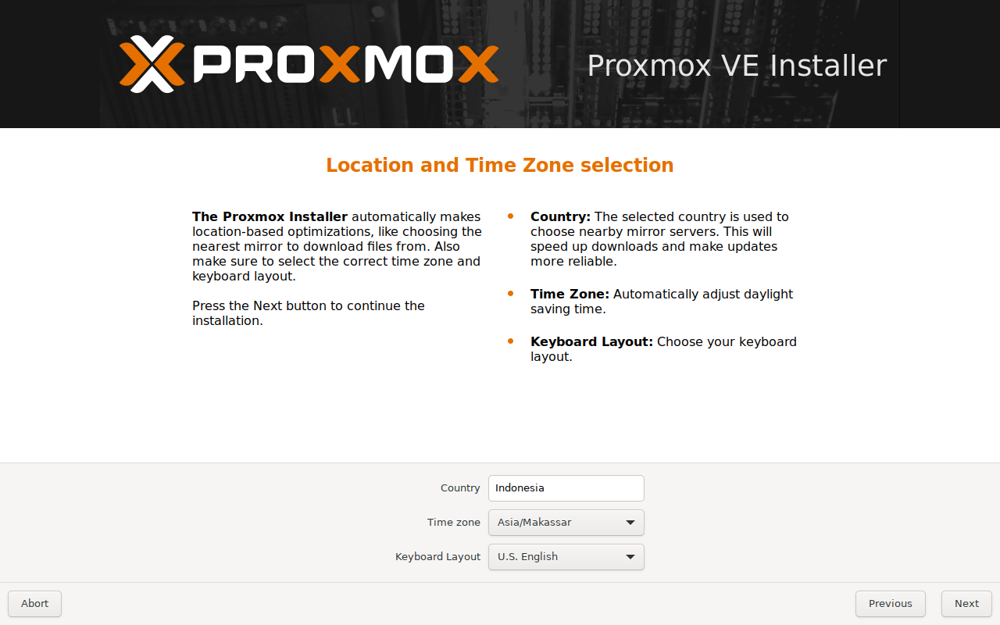 PROXMOX
Proxmox VE Installer
Location and Time Zone selection
The Proxmox Installer automatically makes
location-based optimizations, like choosing the
nearest mirror to download files from. Also
make sure to select the correct time zone and
keyboard layout.
Press the Next button to continue the
installation.
Country: The selected country is used to
choose nearby mirror servers. This will
speed up downloads and make updates
more reliable.
Time Zone: Automatically adjust daylight
saving time.
Keyboard Layout: Choose your keyboard
layout.
Country Indonesia
Time zone Asia/Makassar
Keyboard Layout U.S. English
Abort Previous Next